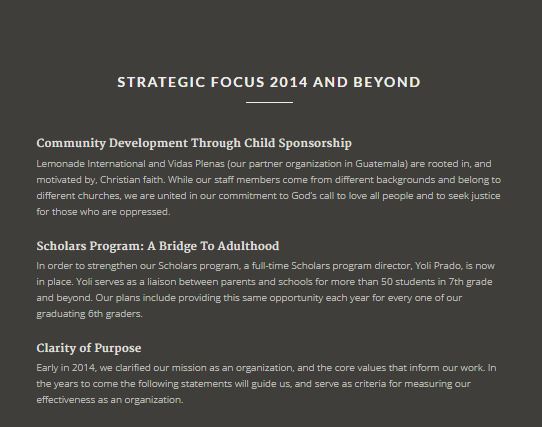 STRATEGIC FOCUS 2014 AND BEYOND
Community Development Through Child Sponsorship
Lemonade International and Vidas Plenas (our partner organization in Guatemala) are rooted in, and
motivated by, Christian faith. While our staff members come from different backgrounds and belong to
different churches, we are united in our commitment to God's call to love all people and to seek justice
for those who are oppressed.
Scholars Program: A Bridge To Adulthood
In order to strengthen our Scholars program, a full-time Scholars program director, Yoli Prado, is now
in place. Yoli serves as a liaison between parents and schools for more than 50 students in 7th grade
and beyond. Our plans include providing this same opportunity each year for every one of our
graduating 6th graders.
Clarity of Purpose
Early in 2014, we clarified our mission as an organization, and the core values that inform our work. In
the years to come the following statements will guide us, and serve as criteria for measuring our
effectiveness as an organization.